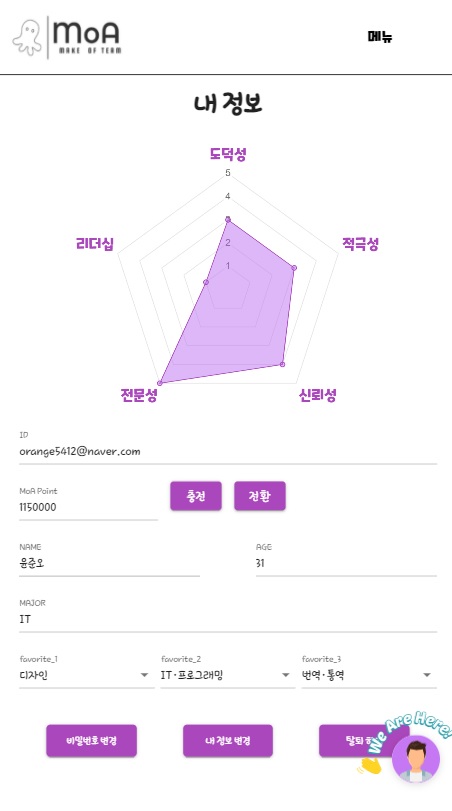 MoA
MAKE OF TEAM
메뉴
내 정보
도덕성
5
4
3
2
1
리더십
적극성
전문성
신뢰성
ID
orange5412@naver.com
MoA Point
1150000
충전
전환
NAME
윤준오
AGE
31
MAJOR
IT
favorite_1
favorite_2
favorite_3
디자인
IT·프로그래밍
번역·통역
비밀번호 변경
내 정보 변경
탈퇴
We Are Here!